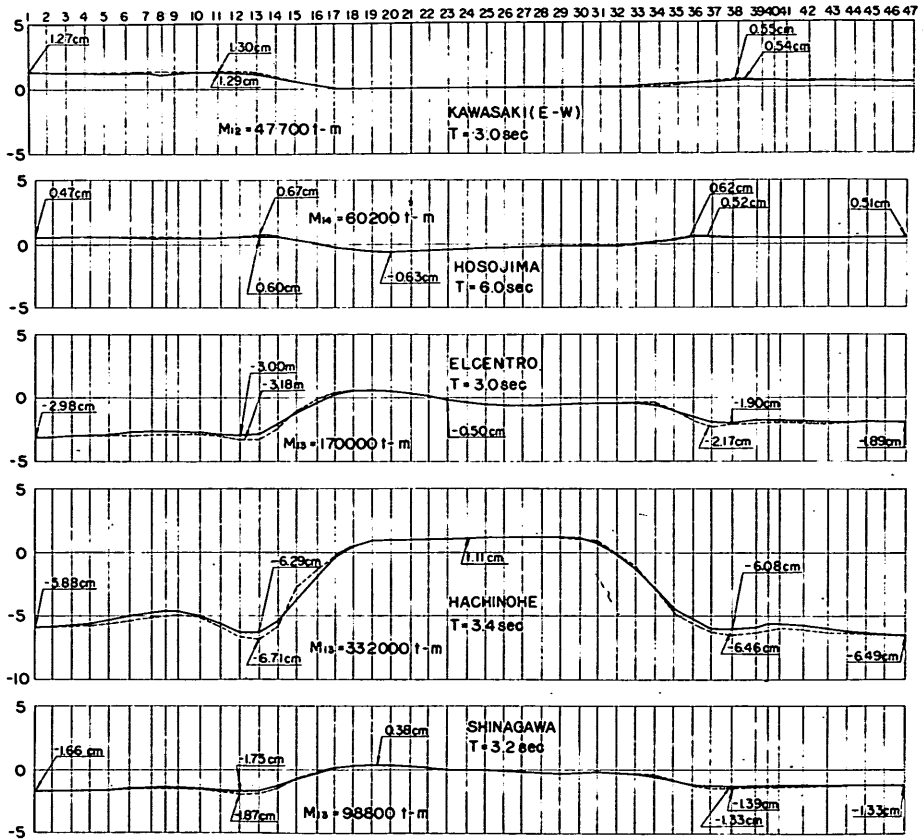 1 2 3 4 5 6 7 8 9 10 11 12 13 14 15 16 17 18 19 20 21 22 23 24 25 26 27 28 29 30 31 32 33 34 35 36 37 38 39 40 41 42 43 44 45 46 47
5
1.27cm
1.30cm
0.55cm
0.54cm
1.29cm
0
M12 = 47700 t-m
KAWASAKI (E-W)
T = 3.0 sec
-5
5
0.47cm
0.67cm
M14 = 60200 t-m
0.62cm
0.52cm
0.51cm
0
0.60cm
-0.63cm
HOSOJIMA
T = 6.0 sec
-5
5
ELCENTRO
T = 3.0 sec
-3.00m
-3.18m
0
-2.98cm
-1.90cm
M13 = 170000 t-m
-0.50cm
-2.17cm
-1.89cm
-5
5
0
1.11cm
-5.88cm
-6.29cm
-6.08cm
HACHINOHE
T = 3.4 sec
-5
-6.71cm
M13 = 332000 t-m
-6.46cm
-6.49cm
-10
5
SHINAGAWA
T = 3.2 sec
0.38cm
-1.66 cm
-1.75cm
0
-1.87cm
M13 = 98800 t-m
-1.39cm
-1.33cm
-1.33cm
-5